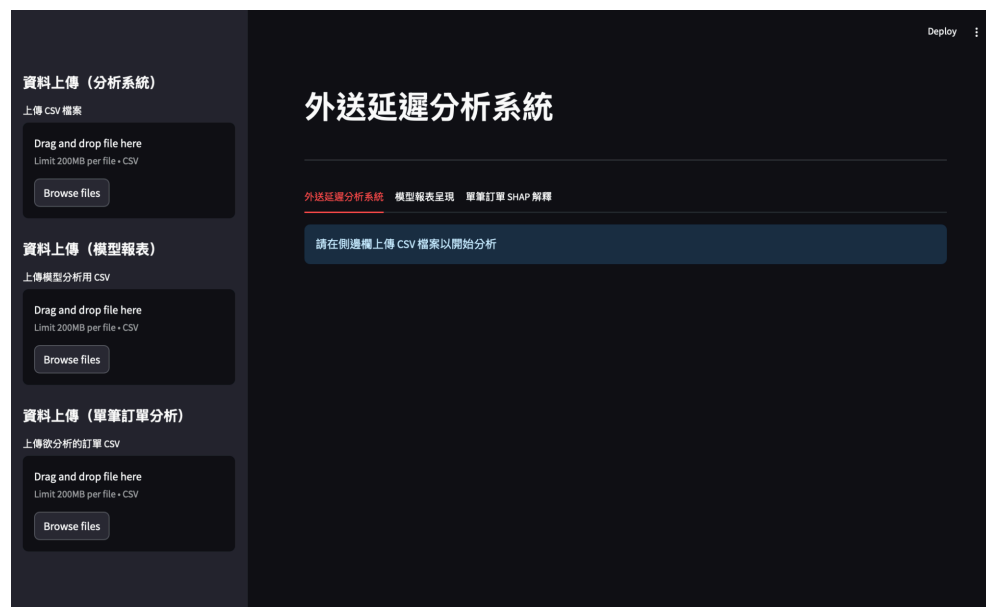 Deploy
資料上傳（分析系統）
上傳 CSV 檔案
Drag and drop file here
Limit 200MB per file • CSV
Browse files
資料上傳（模型報表）
上傳模型分析用 CSV
Drag and drop file here
Limit 200MB per file • CSV
Browse files
資料上傳（單筆訂單分析）
上傳欲分析的訂單 CSV
Drag and drop file here
Limit 200MB per file • CSV
Browse files
外送延遲分析系統
外送延遲分析系統 模型報表呈現 單筆訂單 SHAP 解釋
請在側邊欄上傳 CSV 檔案以開始分析